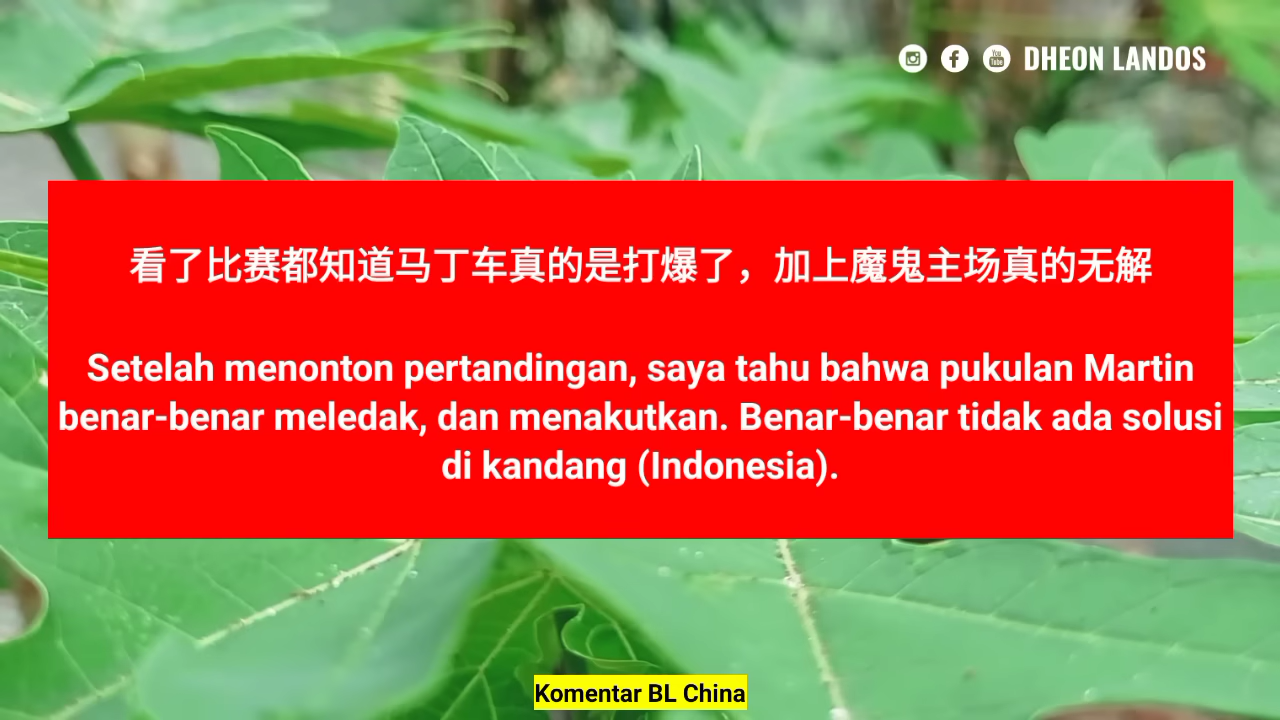 DHEON LANDOS
看了比赛都知道马丁车真的是打爆了，加上魔鬼主场真的无解
Setelah menonton pertandingan, saya tahu bahwa pukulan Martin
benar-benar meledak, dan menakutkan. Benar-benar tidak ada solusi
di kandang (Indonesia).
Komentar BL China